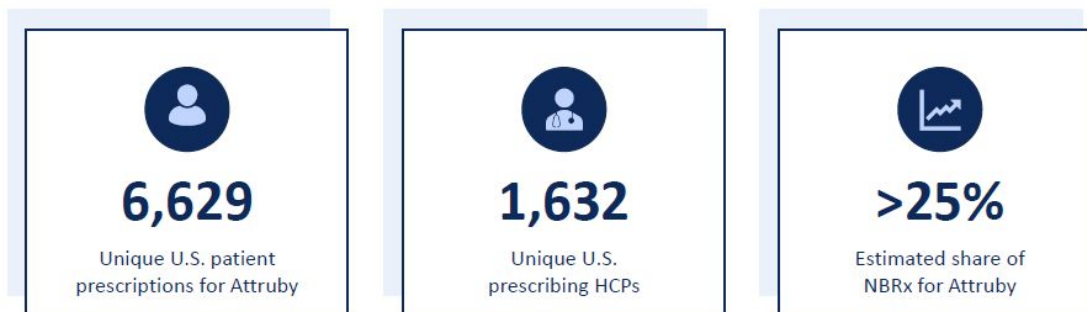 6,629
Unique U.S. patient
prescriptions for Attruby
1,632
Unique U.S.
prescribing HCPs
>25%
Estimated share of
NBRx for Attruby